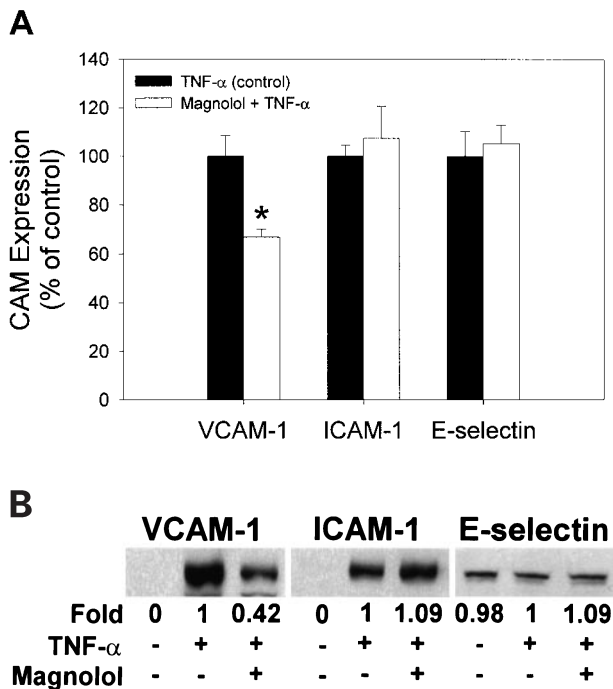 A
140
120
100
80
60
40
20
0
CAM Expression
(% of control)
TNF-α (control)
Magnolol + TNF-α
*
VCAM-1 ICAM-1 E-selectin
B
VCAM-1 ICAM-1 E-selectin
Fold 0 1 0.42 0 1 1.09 0.98 1 1.09
TNF-α - + + - + + - + +
Magnolol - - + - - + - - +